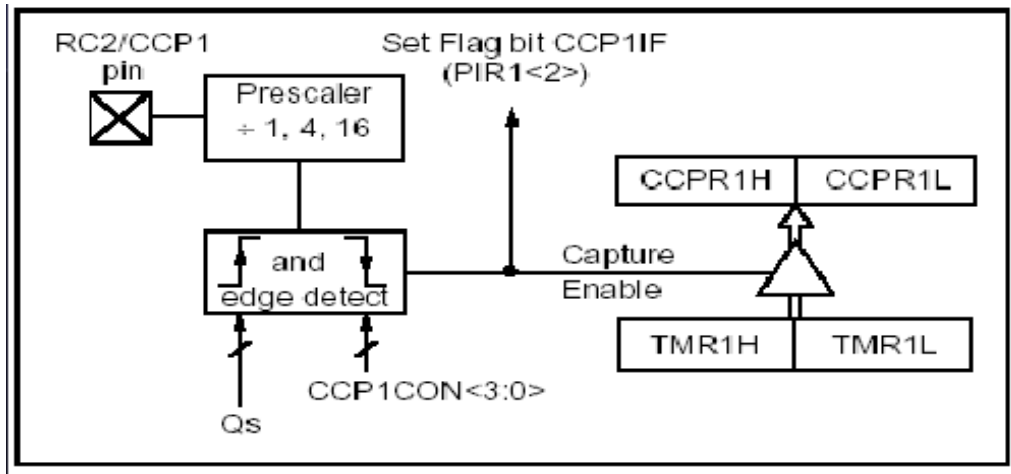 RC2/CCP1
pin
Prescaler
÷ 1, 4, 16
Set Flag bit CCP1IF
(PIR1<2>)
CCPR1H CCPR1L
and
edge detect
Capture
Enable
TMR1H TMR1L
CCP1CON<3:0>
Qs